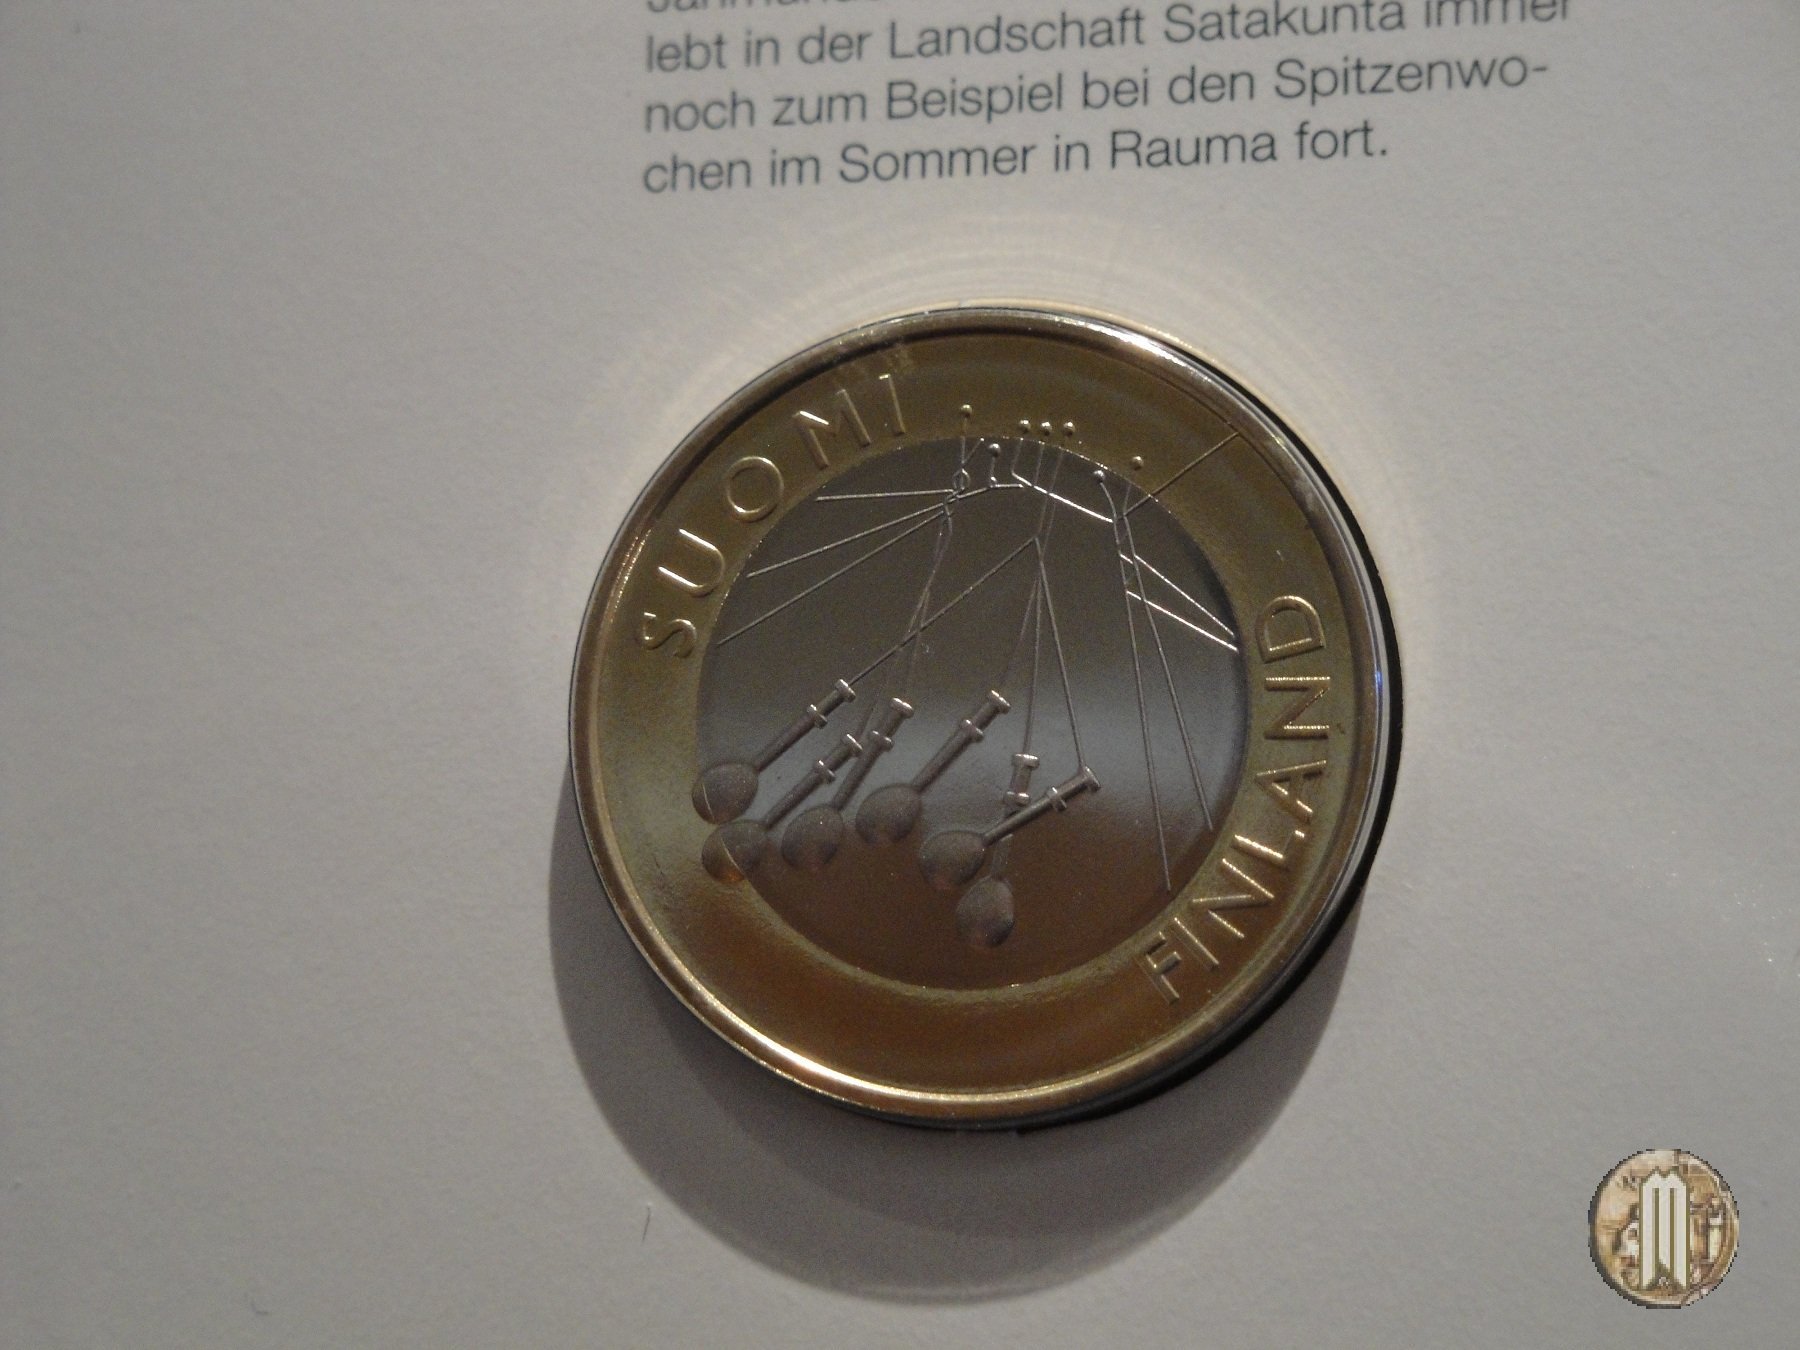 lebt in der Landschaft Satakunta immer
noch zum Beispiel bei den Spitzenwo-
chen im Sommer in Rauma fort.
SUOMI
FINLAND
M